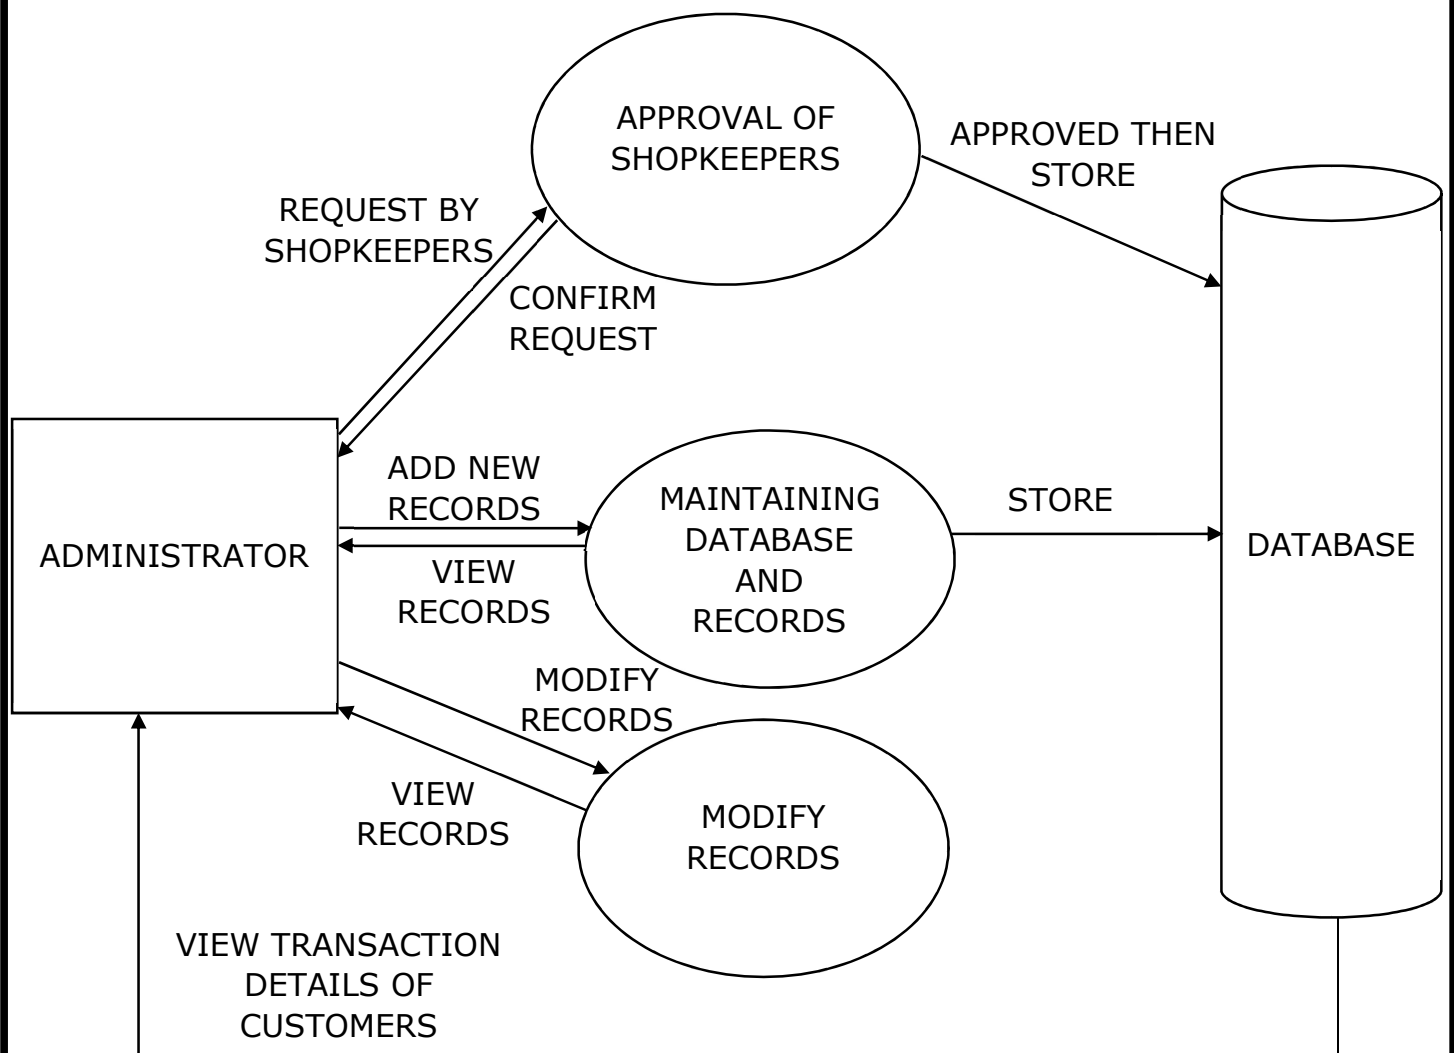 APPROVAL OF
SHOPKEEPERS
APPROVED THEN
STORE
REQUEST BY
SHOPKEEPERS
CONFIRM
REQUEST
ADD NEW
RECORDS
VIEW
RECORDS
ADMINISTRATOR
MAINTAINING
DATABASE
AND
RECORDS
STORE
DATABASE
MODIFY
RECORDS
VIEW
RECORDS
MODIFY
RECORDS
VIEW TRANSACTION
DETAILS OF
CUSTOMERS